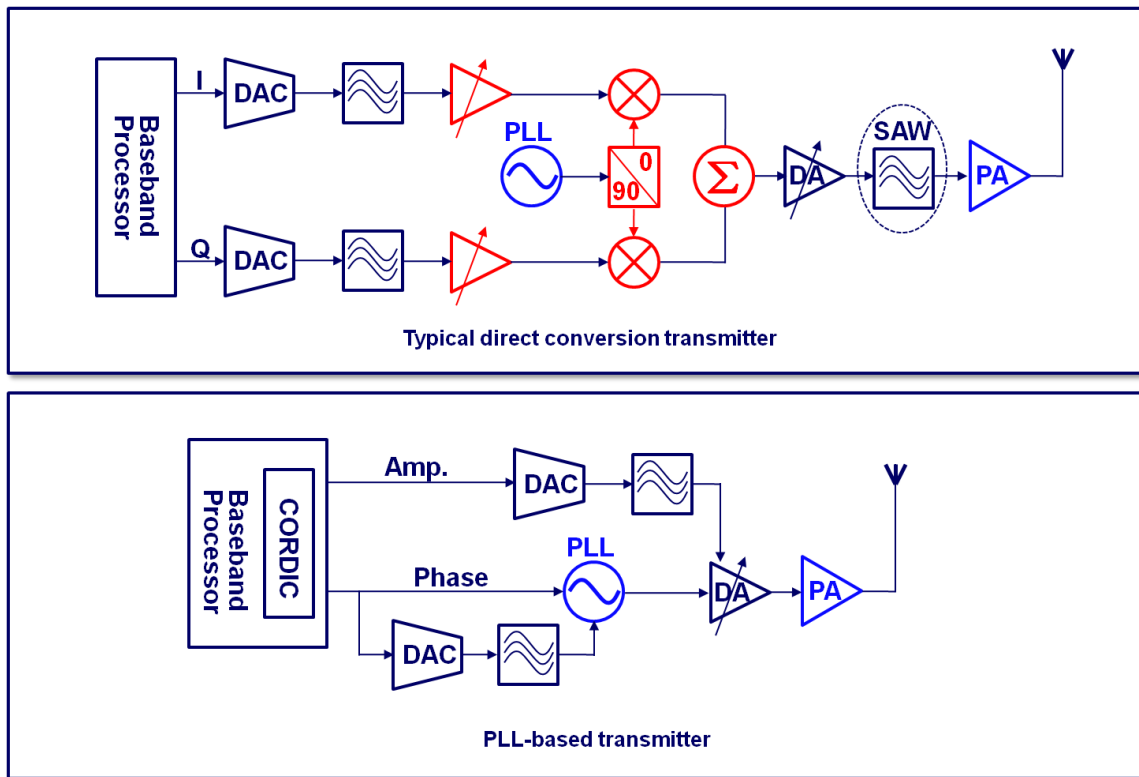 Baseband
Processor
I
DAC
PLL
0
90
Σ
DA
SAW
PA
Q
DAC
Typical direct conversion transmitter
Baseband
Processor
CORDIC
Amp.
DAC
Phase
PLL
DA
PA
DAC
PLL-based transmitter